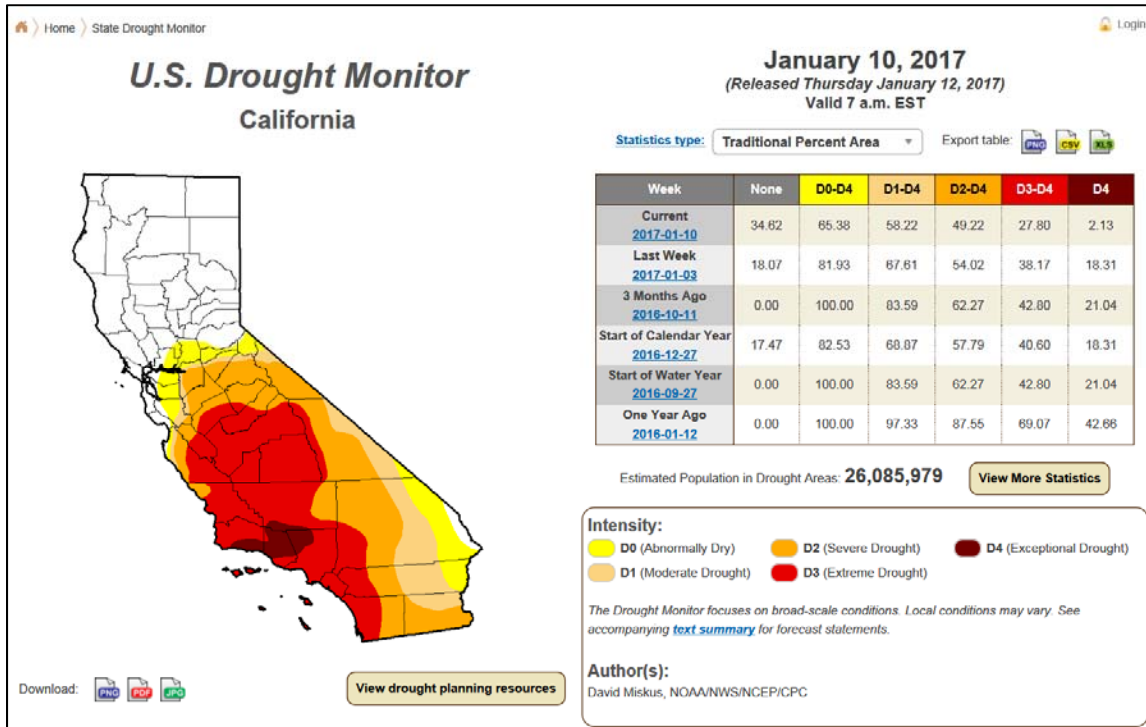 Home State Drought Monitor
Login
U.S. Drought Monitor
California
January 10, 2017
(Released Thursday January 12, 2017)
Valid 7 a.m. EST
Statistics type: Traditional Percent Area Export table: PNG CSV XLS
Week None D0-D4 D1-D4 D2-D4 D3-D4 D4
Current
2017-01-10 34.62 65.38 58.22 49.22 27.80 2.13
Last Week
2017-01-03 18.07 81.93 67.61 54.02 38.17 18.31
3 Months Ago
2016-10-11 0.00 100.00 83.59 62.27 42.80 21.04
Start of Calendar Year
2016-12-27 17.47 82.53 68.87 57.79 40.60 18.31
Start of Water Year
2016-09-27 0.00 100.00 83.59 62.27 42.80 21.04
One Year Ago
2016-01-12 0.00 100.00 97.33 87.55 69.07 42.66
Estimated Population in Drought Areas: 26,085,979 View More Statistics
Intensity:
D0 (Abnormally Dry) D2 (Severe Drought) D4 (Exceptional Drought)
D1 (Moderate Drought) D3 (Extreme Drought)
The Drought Monitor focuses on broad-scale conditions. Local conditions may vary. See
accompanying text summary for forecast statements.
Author(s):
David Miskus, NOAA/NWS/NCEP/CPC
Download: PNG PDF JPG
View drought planning resources